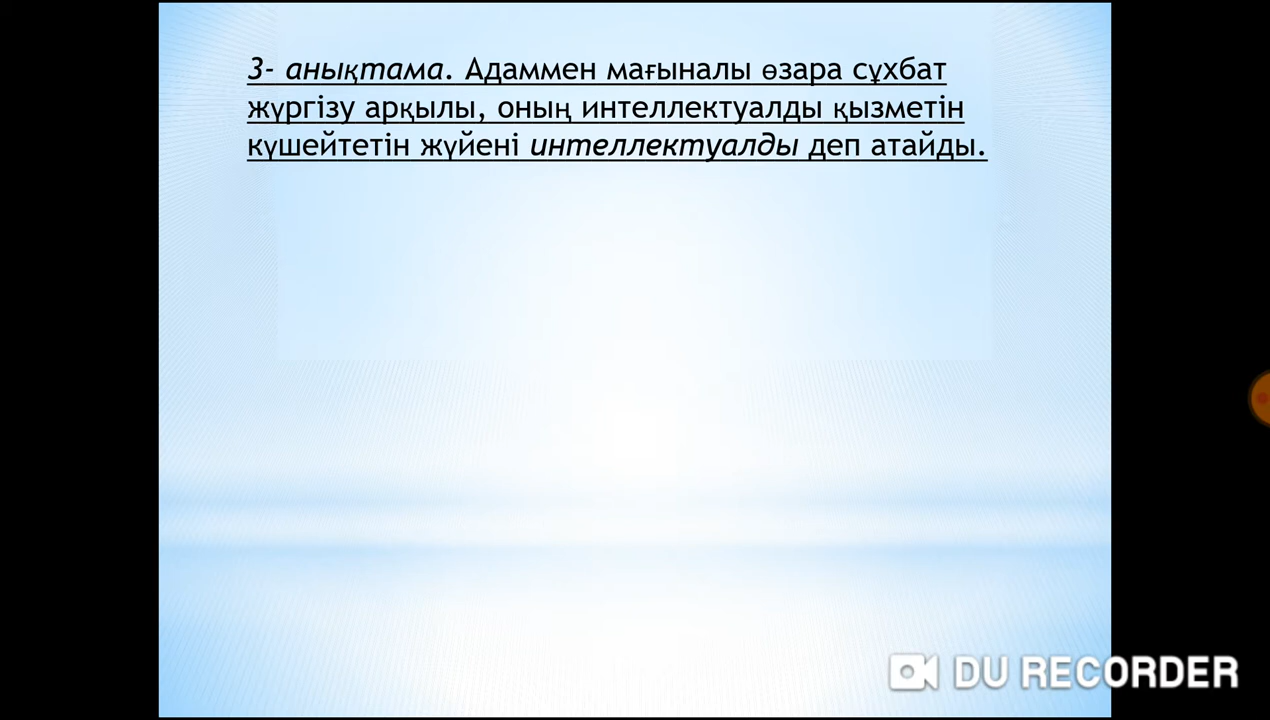 3- анықтама. Адаммен мағыналы өзара сұхбат
жүргізу арқылы, оның интеллектуалды қызметін
күшейтетін жүйені интеллектуалды деп атайды.
DU RECORDER